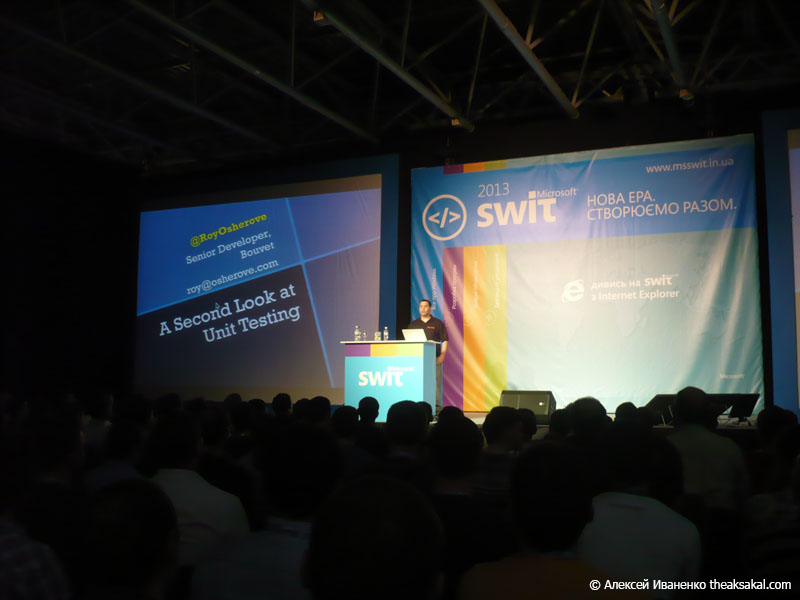 @RoyOsherove
Senior Developer,
Bouvet
roy@osherove.com
A Second Look at
Unit Testing
www.msswit.in.ua
2013
Microsoft
</>
swit
НОВА ЕРА.
СТВОРЮЄМО РАЗОМ.
дивись на swit
з Internet Explorer
Microsoft
Microsoft
swit
© Алексей Иваненко theaksakal.com